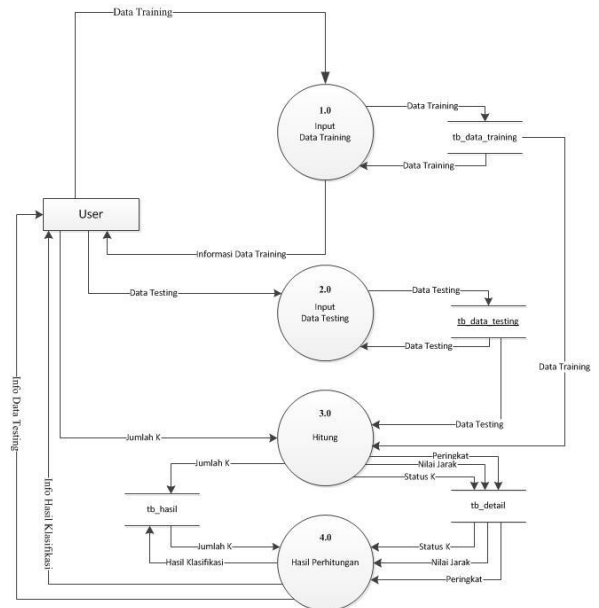 Data Training
1.0
Input
Data Training
Data Training
tb_data_training
Data Training
User
Informasi Data Training
2.0
Input
Data Testing
Data Testing
Data Testing
tb_data_testing
Data Testing
Data Training
Info Data Testing
3.0
Hitung
Data Testing
Jumlah K
Peringkat
Nilai Jarak
Status K
Jumlah K
Info Hasil Klasifikasi
tb_hasil
tb_detail
4.0
Hasil Perhitungan
Jumlah K
Hasil Klasifikasi
Status K
Nilai Jarak
Peringkat